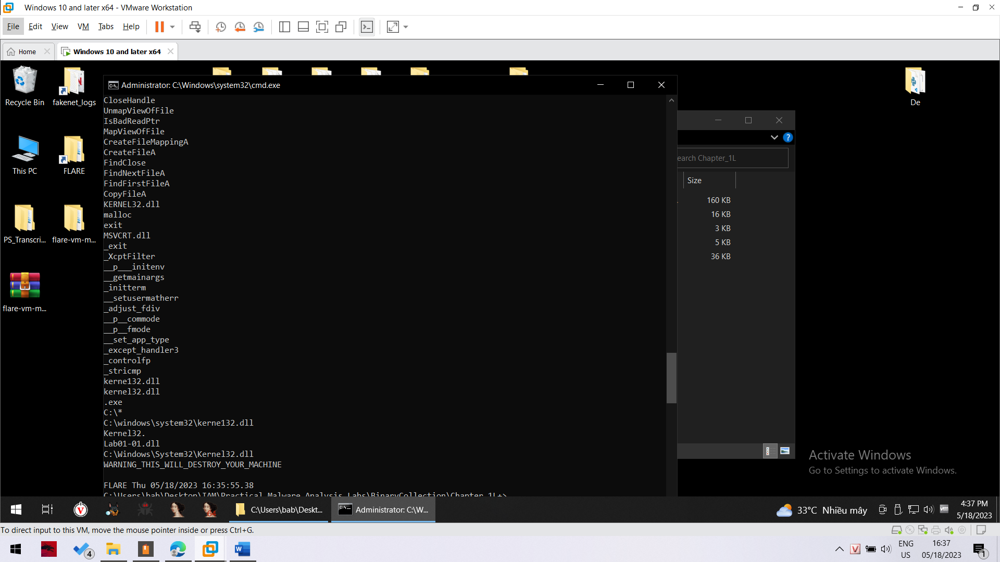 Windows 10 and later x64 - VMware Workstation
File Edit View VM Tabs Help
Home
Windows 10 and later x64
Recycle Bin
fakenet_logs
De
This PC
FLARE
PS_Transcri...
flare-vm-m...
flare-vm-m...
Administrator: C:\Windows\system32\cmd.exe
CloseHandle
UnmapViewOfFile
IsBadReadPtr
MapViewOfFile
CreateFileMappingA
CreateFileA
FindClose
FindNextFileA
FindFirstFileA
CopyFileA
KERNEL32.dll
malloc
exit
MSVCRT.dll
_exit
_XcptFilter
__p___initenv
__getmainargs
_initterm
__setusermatherr
_adjust_fdiv
__p__commode
__p__fmode
__set_app_type
_except_handler3
_controlfp
_stricmp
kerne132.dll
kernel32.dll
.exe
C:\*
C:\windows\system32\kerne132.dll
Kernel32.
Lab01-01.dll
C:\Windows\System32\Kernel32.dll
WARNING_THIS_WILL_DESTROY_YOUR_MACHINE
FLARE Thu 05/18/2023 16:35:55.38
C:\Users\bab\Desktop\IAM\Practical Malware Analysis Labs\BinaryCollection\Chapter_1L+>
earch Chapter_1L
Size
160 KB
16 KB
3 KB
5 KB
36 KB
Activate Windows
Go to Settings to activate Windows.
C:\Users\bab\Deskt...
Administrator: C:\W...
33°C Nhiều mây
4:37 PM
5/18/2023
To direct input to this VM, move the mouse pointer inside or press Ctrl+G.
4
ENG
US
16:37
05/18/2023
1